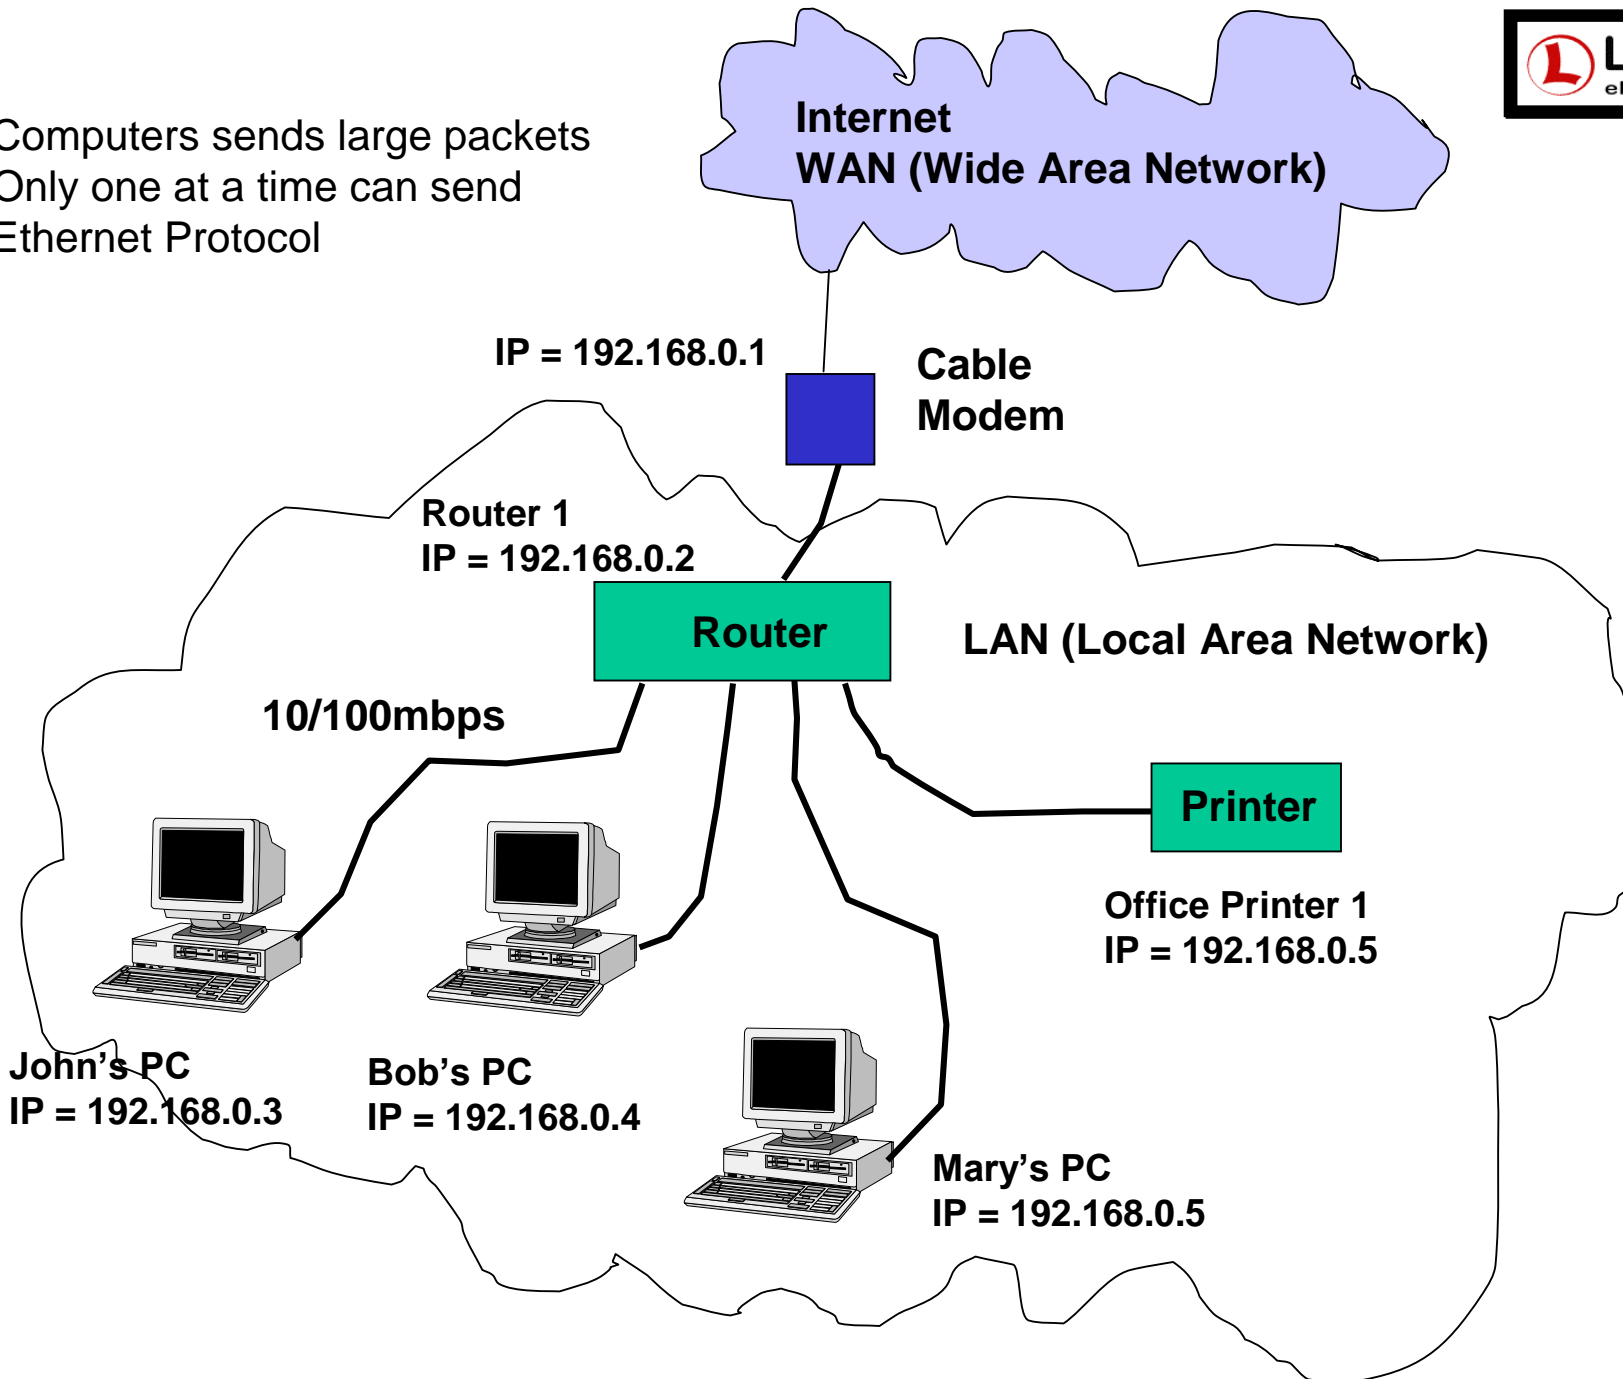 Computers sends large packets
Only one at a time can send
Ethernet Protocol
Internet
WAN (Wide Area Network)
L
IP = 192.168.0.1
Cable
Modem
Router 1
IP = 192.168.0.2
Router
LAN (Local Area Network)
10/100mbps
Printer
Office Printer 1
IP = 192.168.0.5
John's PC
IP = 192.168.0.3
Bob's PC
IP = 192.168.0.4
Mary's PC
IP = 192.168.0.5